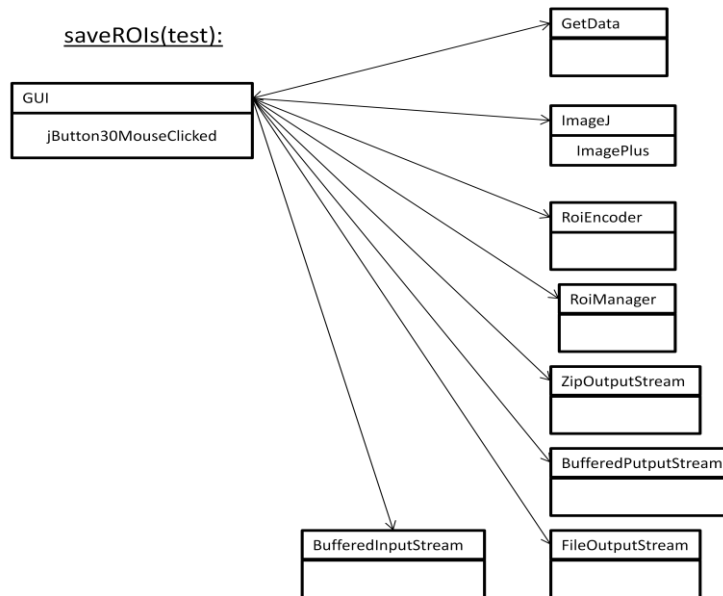 saveROIs(test):
GetData
GUI
jButton30MouseClicked
ImageJ
ImagePlus
RoiEncoder
RoiManager
ZipOutputStream
BufferedPutputStream
BufferedInputStream
FileOutputStream